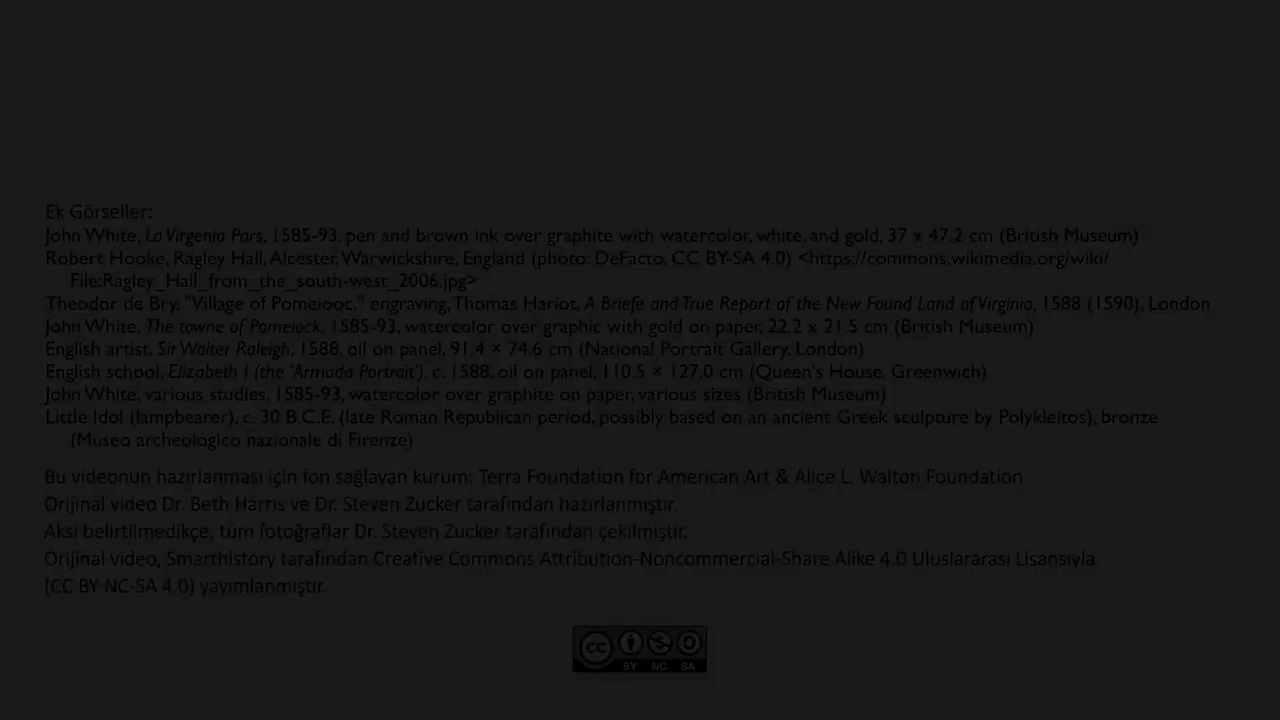 Ek Görseller:
John White, La Virgenia Pars, 1585-93, pen and brown ink over graphite with watercolor, white, and gold, 37 x 47.2 cm (British Museum)
Robert Hooke, Ragley Hall, Alcester, Warwickshire, England (photo: DeFacto, CC BY-SA 4.0) <https://commons.wikimedia.org/wiki/
File:Ragley_Hall_from_the_south-west_2006.jpg>
Theodor de Bry, "Village of Pomeiooc," engraving, Thomas Hariot, A Briefe and True Report of the New Found Land of Virginia, 1588 (1590), London
John White, The towne of Pomeiock, 1585-93, watercolor over graphic with gold on paper, 22.2 x 21.5 cm (British Museum)
English artist, Sir Walter Raleigh, 1588, oil on panel, 91.4 × 74.6 cm (National Portrait Gallery, London)
English school, Elizabeth I (the 'Armada Portrait'), c. 1588, oil on panel, 110.5 × 127.0 cm (Queen's House, Greenwich)
John White, various studies, 1585-93, watercolor over graphite on paper, various sizes (British Museum)
Little Idol (lampbearer), c. 30 B.C.E. (late Roman Republican period, possibly based on an ancient Greek sculpture by Polykleitos), bronze
(Museo archeologico nazionale di Firenze)
Bu videonun hazırlanması için fon sağlayan kurum: Terra Foundation for American Art & Alice L. Walton Foundation
Orijinal video Dr. Beth Harris ve Dr. Steven Zucker tarafından hazırlanmıştır.
Aksi belirtilmedikçe, tüm fotoğraflar Dr. Steven Zucker tarafından çekilmiştir.
Orijinal video, Smarthistory tarafından Creative Commons Attribution-Noncommercial-Share Alike 4.0 Uluslararası Lisansıyla
(CC BY-NC-SA 4.0) yayımlanmıştır.
cc BY NC SA